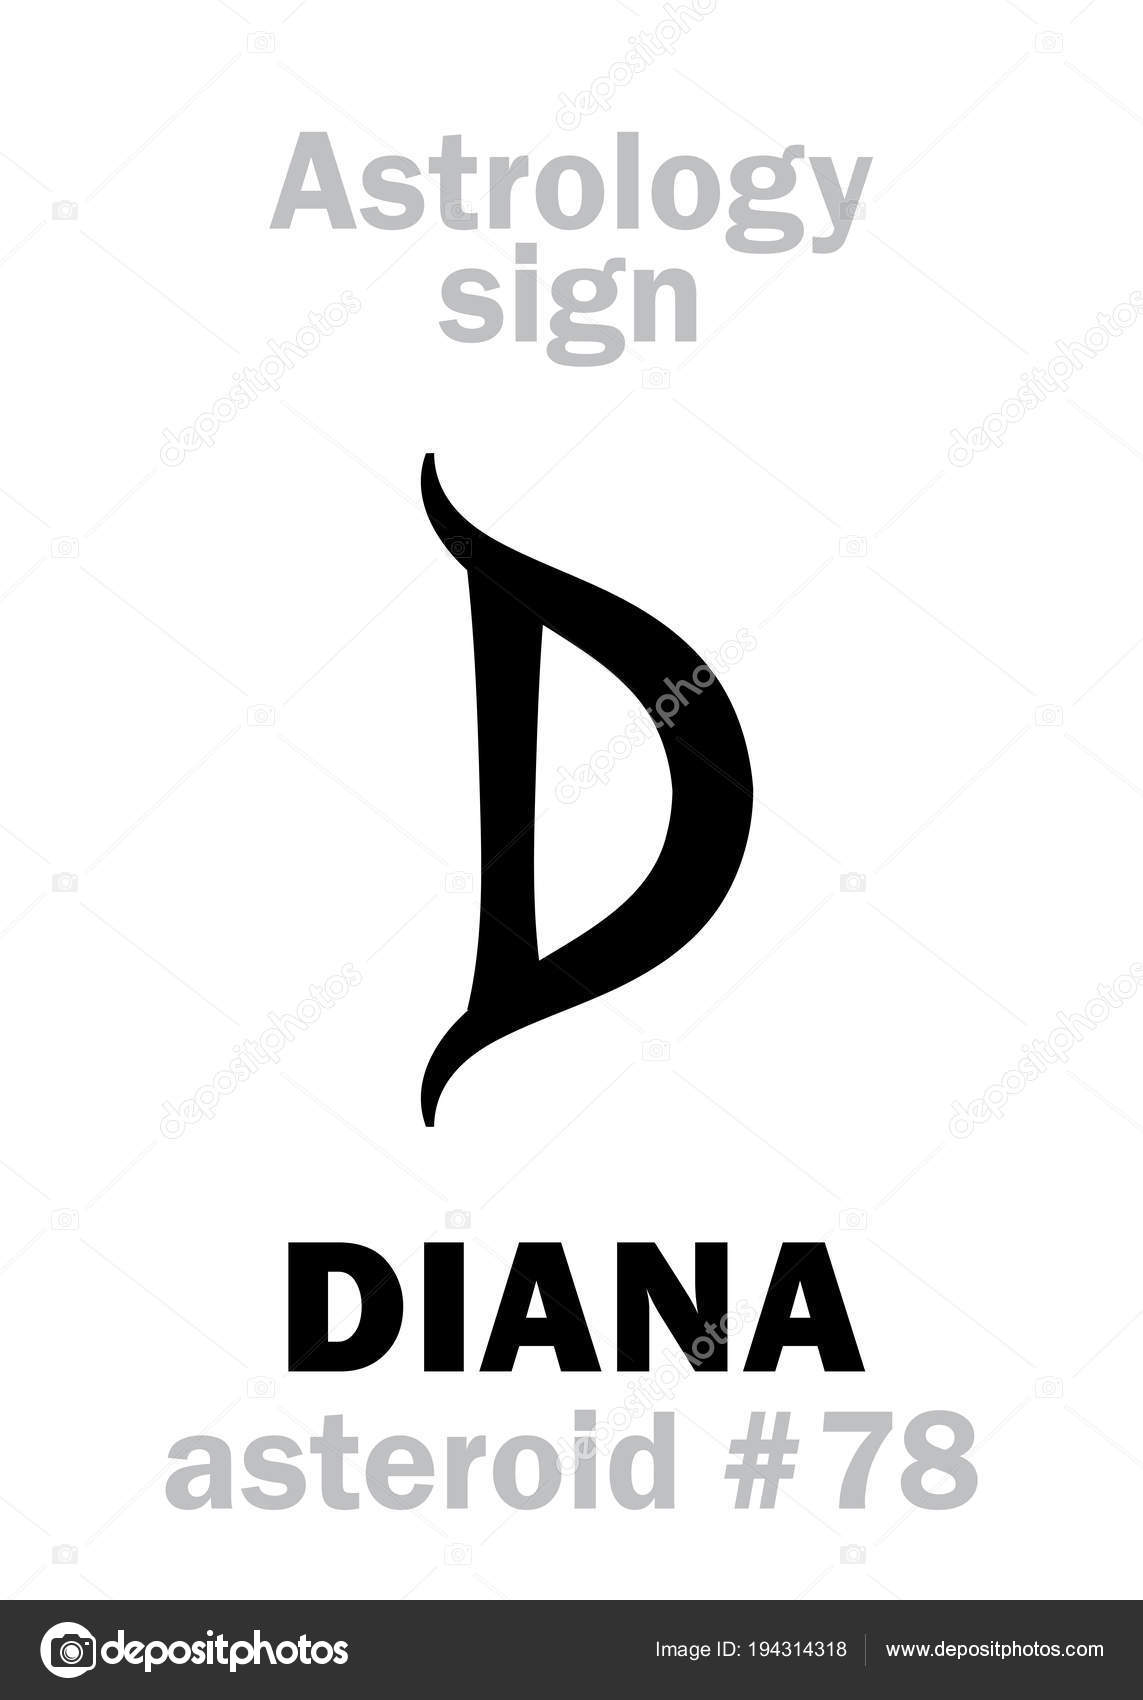 Astrology
sign
D
DIANA
asteroid #78
depositphotos
Image ID: 194314318
www.depositphotos.com